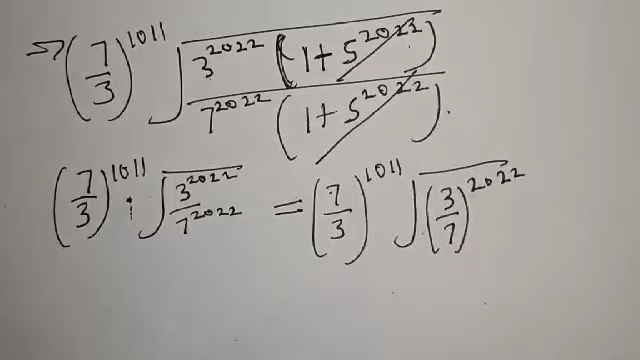 → (7/3)^1011 √(3^2022 (1+5^2022) / 7^2022 (1+5^2022)).
(7/3)^1011 · √(3^2022 / 7^2022) = (7/3)^1011 √((3/7)^2022)